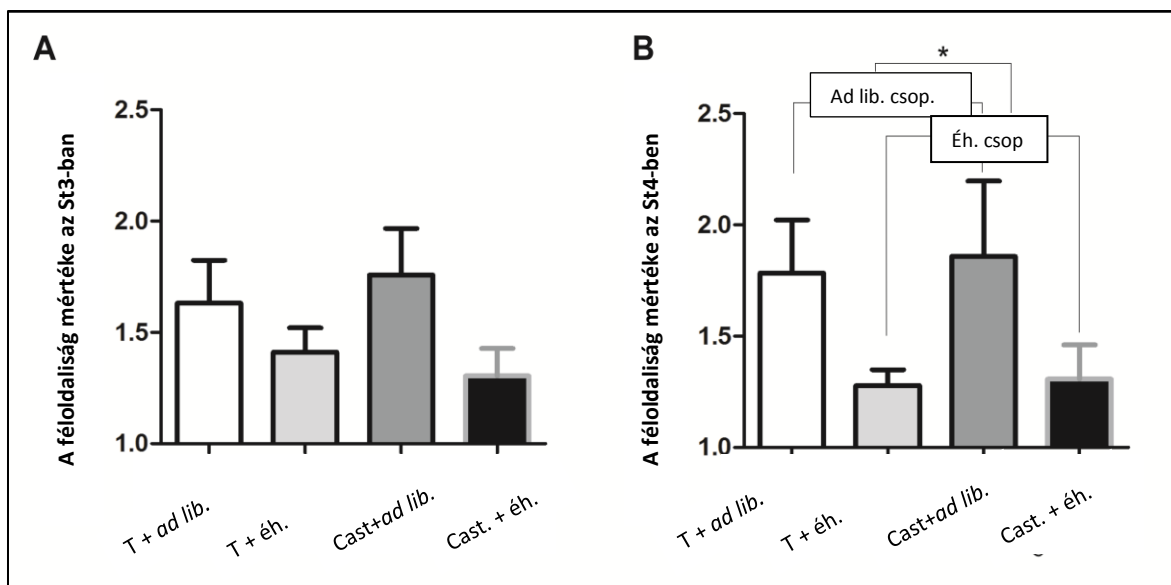 A
A féloldaliság mértéke az St3-ban
2.5
2.0
1.5
1.0
T + ad lib.
T + éh.
Cast+ad lib.
Cast. + éh.
B
*
Ad lib. csop.
Éh. csop
A féloldaliság mértéke az St4-ben
2.5
2.0
1.5
1.0
T + ad lib.
T + éh.
Cast+ad lib.
Cast. + éh.